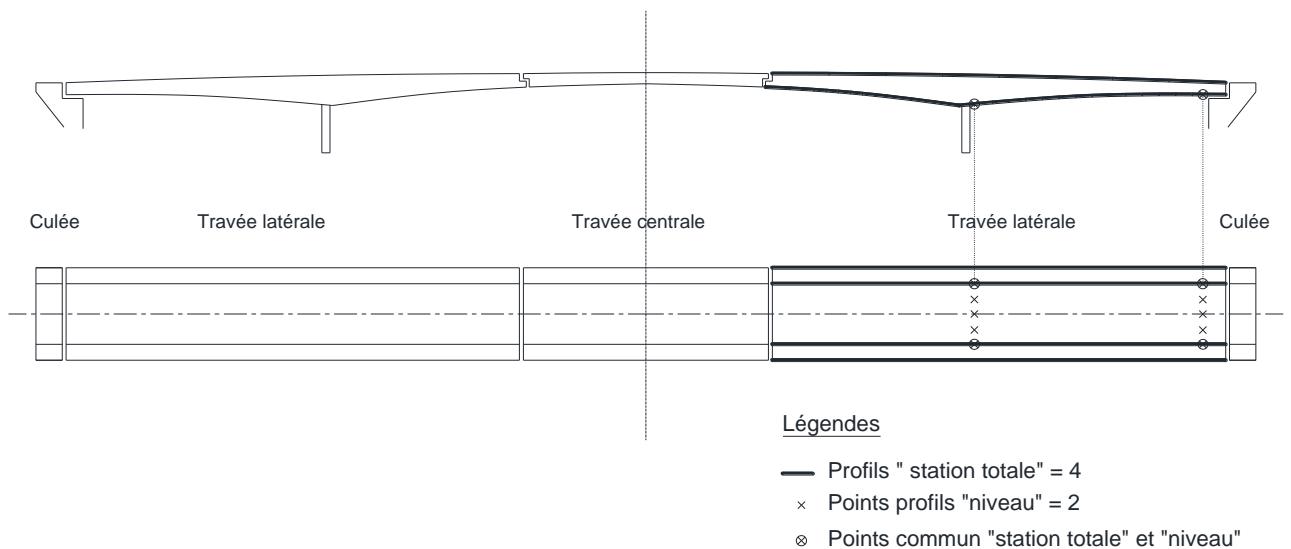 Culée Travée latérale Travée centrale Travée latérale Culée
Légendes
Profils " station totale" = 4
Points profils "niveau" = 2
Points commun "station totale" et "niveau"